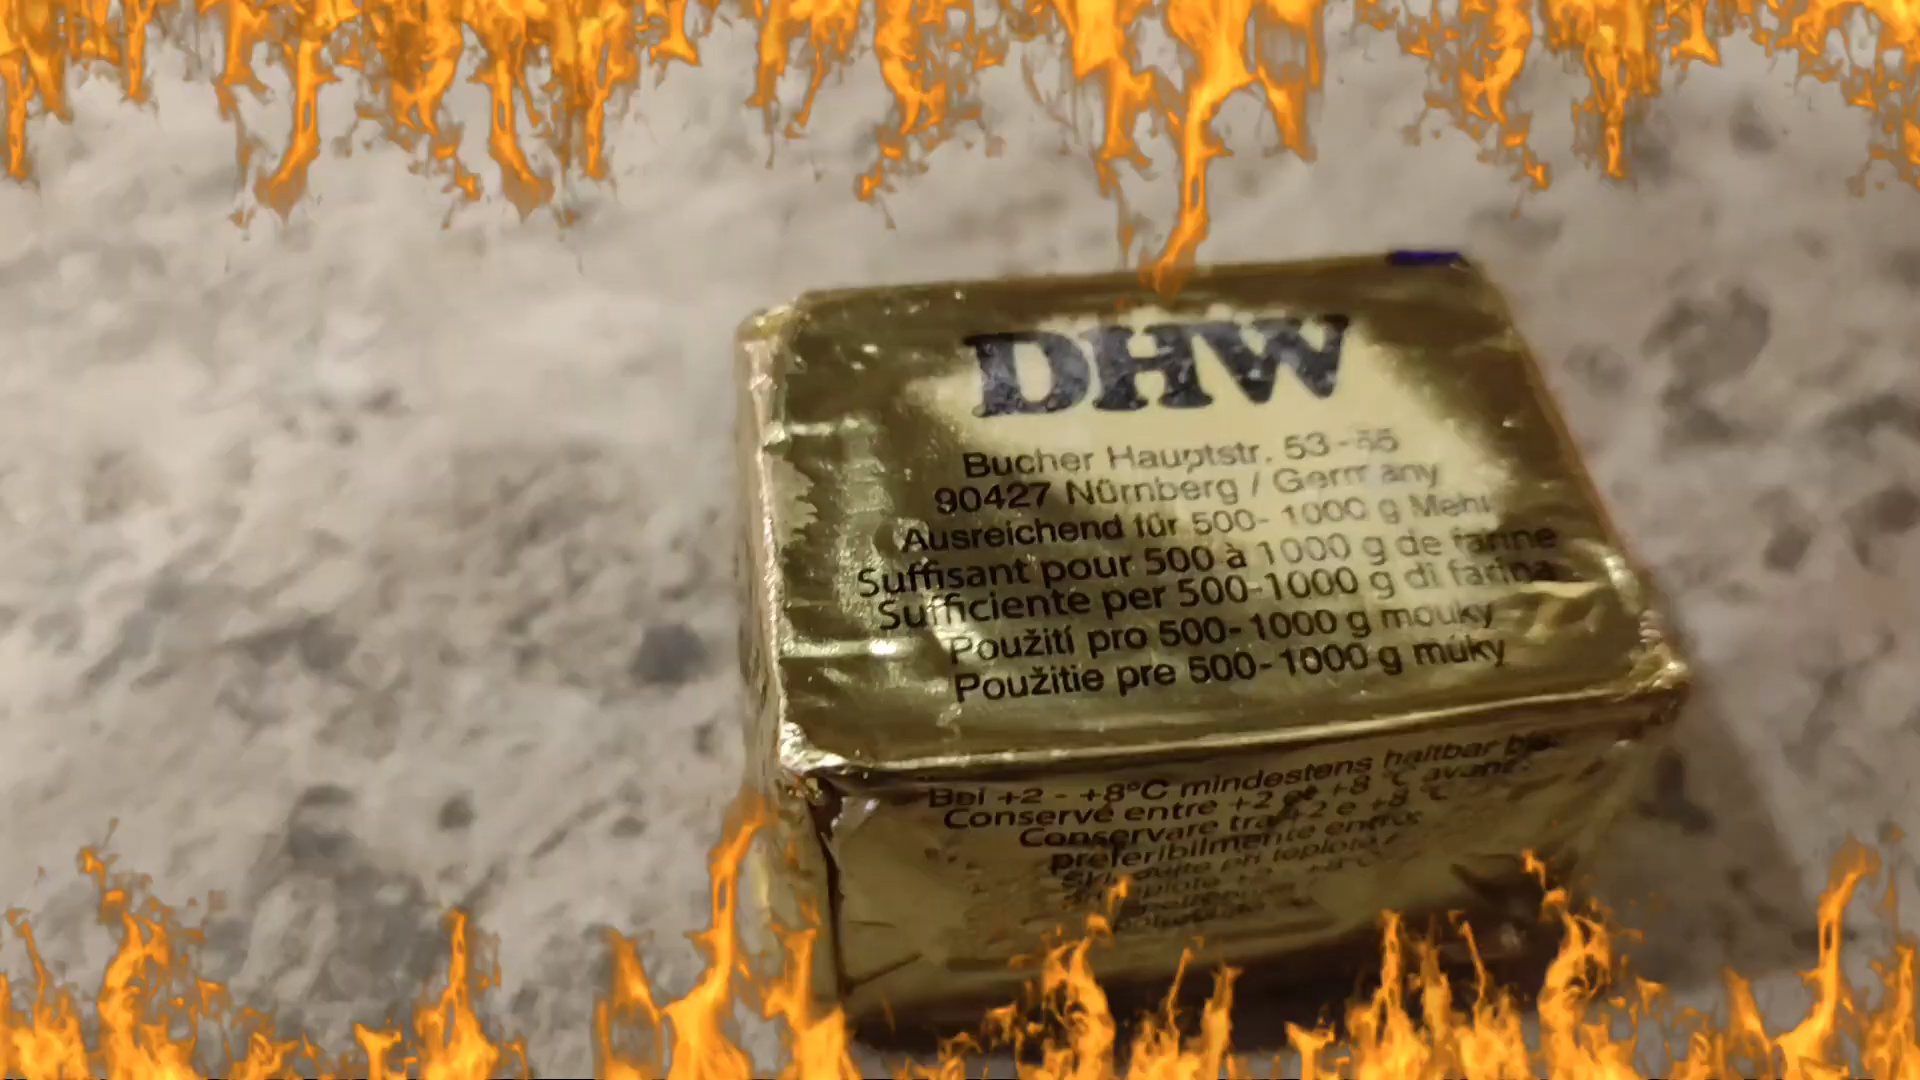 DHW
Bucher Hauptstr. 53-55
90427 Nürnberg / Germany
Ausreichend für 500- 1000 g Mehl
Suffisant pour 500 à 1000 g de farine
Sufficiente per 500-1000 g di farina
Použití pro 500-1000 g mouky
Použitie pre 500-1000 g múky
Bei +2 - +8°C mindestens haltbar bis:
Conservé entre +2 et +8 °C avant:
Conservare tra +2 e +8 °C
preferibilmente entro: